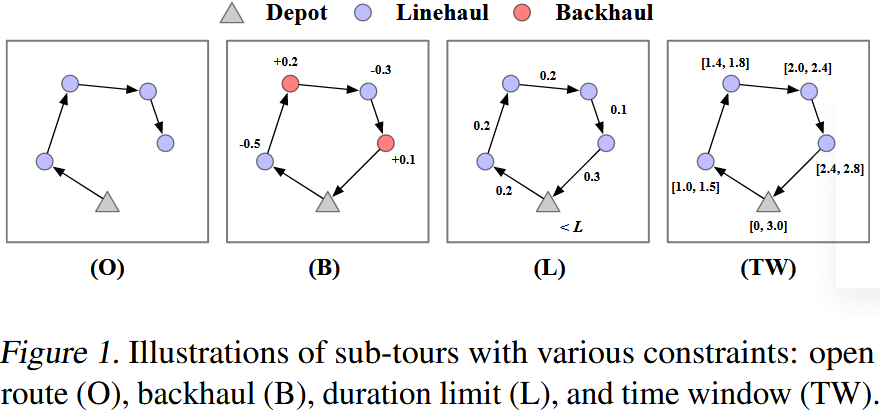 Depot Linehaul Backhaul
+0.2
-0.3
-0.5
+0.1
0.2
0.1
0.2
0.3
0.2
< L
[1.4, 1.8]
[2.0, 2.4]
[2.4, 2.8]
[1.0, 1.5]
[0, 3.0]
(O) (B) (L) (TW)
Figure 1. Illustrations of sub-tours with various constraints: open
route (O), backhaul (B), duration limit (L), and time window (TW).